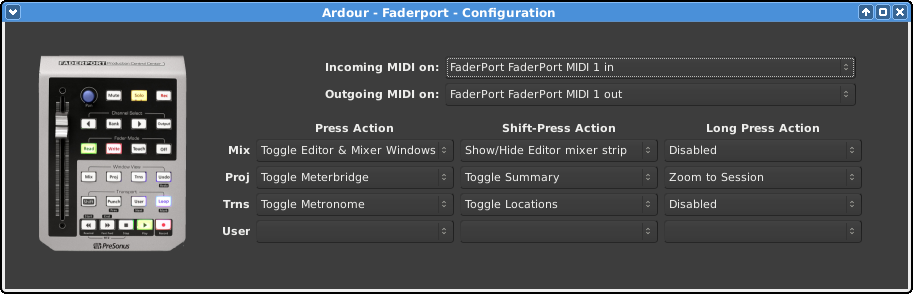 Ardour - Faderport - Configuration
FADERPORT Production Control Center
Incoming MIDI on: FaderPort FaderPort MIDI 1 in
Outgoing MIDI on: FaderPort FaderPort MIDI 1 out
Press Action Shift-Press Action Long Press Action
Mix Toggle Editor & Mixer Windows Show/Hide Editor mixer strip Disabled
Proj Toggle Meterbridge Toggle Summary Zoom to Session
Trns Toggle Metronome Toggle Locations Disabled
User
Pan Mute Solo Rec
Channel Select
Bank Output
Fader Mode
Read Write Touch Off
Window View
Mix Proj Trns Undo
Transport
Shift Punch User Loop
PreSonus